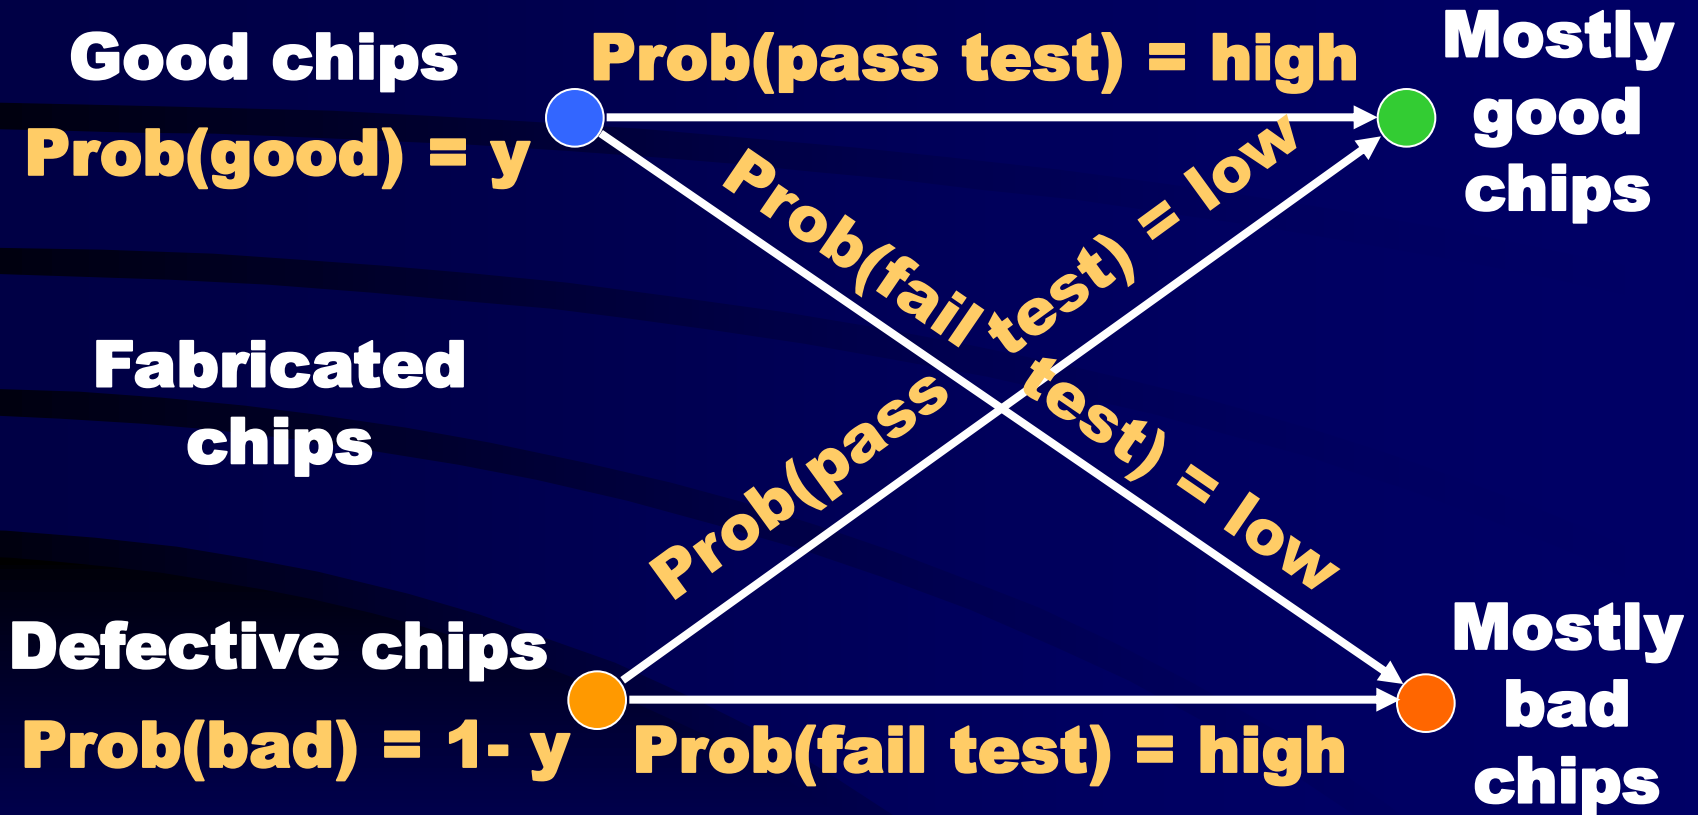 Good chips
Prob(good) = y
Prob(pass test) = high
Mostly
good
chips
Prob(fail test) = low
Prob(pass test) = low
Fabricated
chips
Defective chips
Prob(bad) = 1- y
Prob(fail test) = high
Mostly
bad
chips